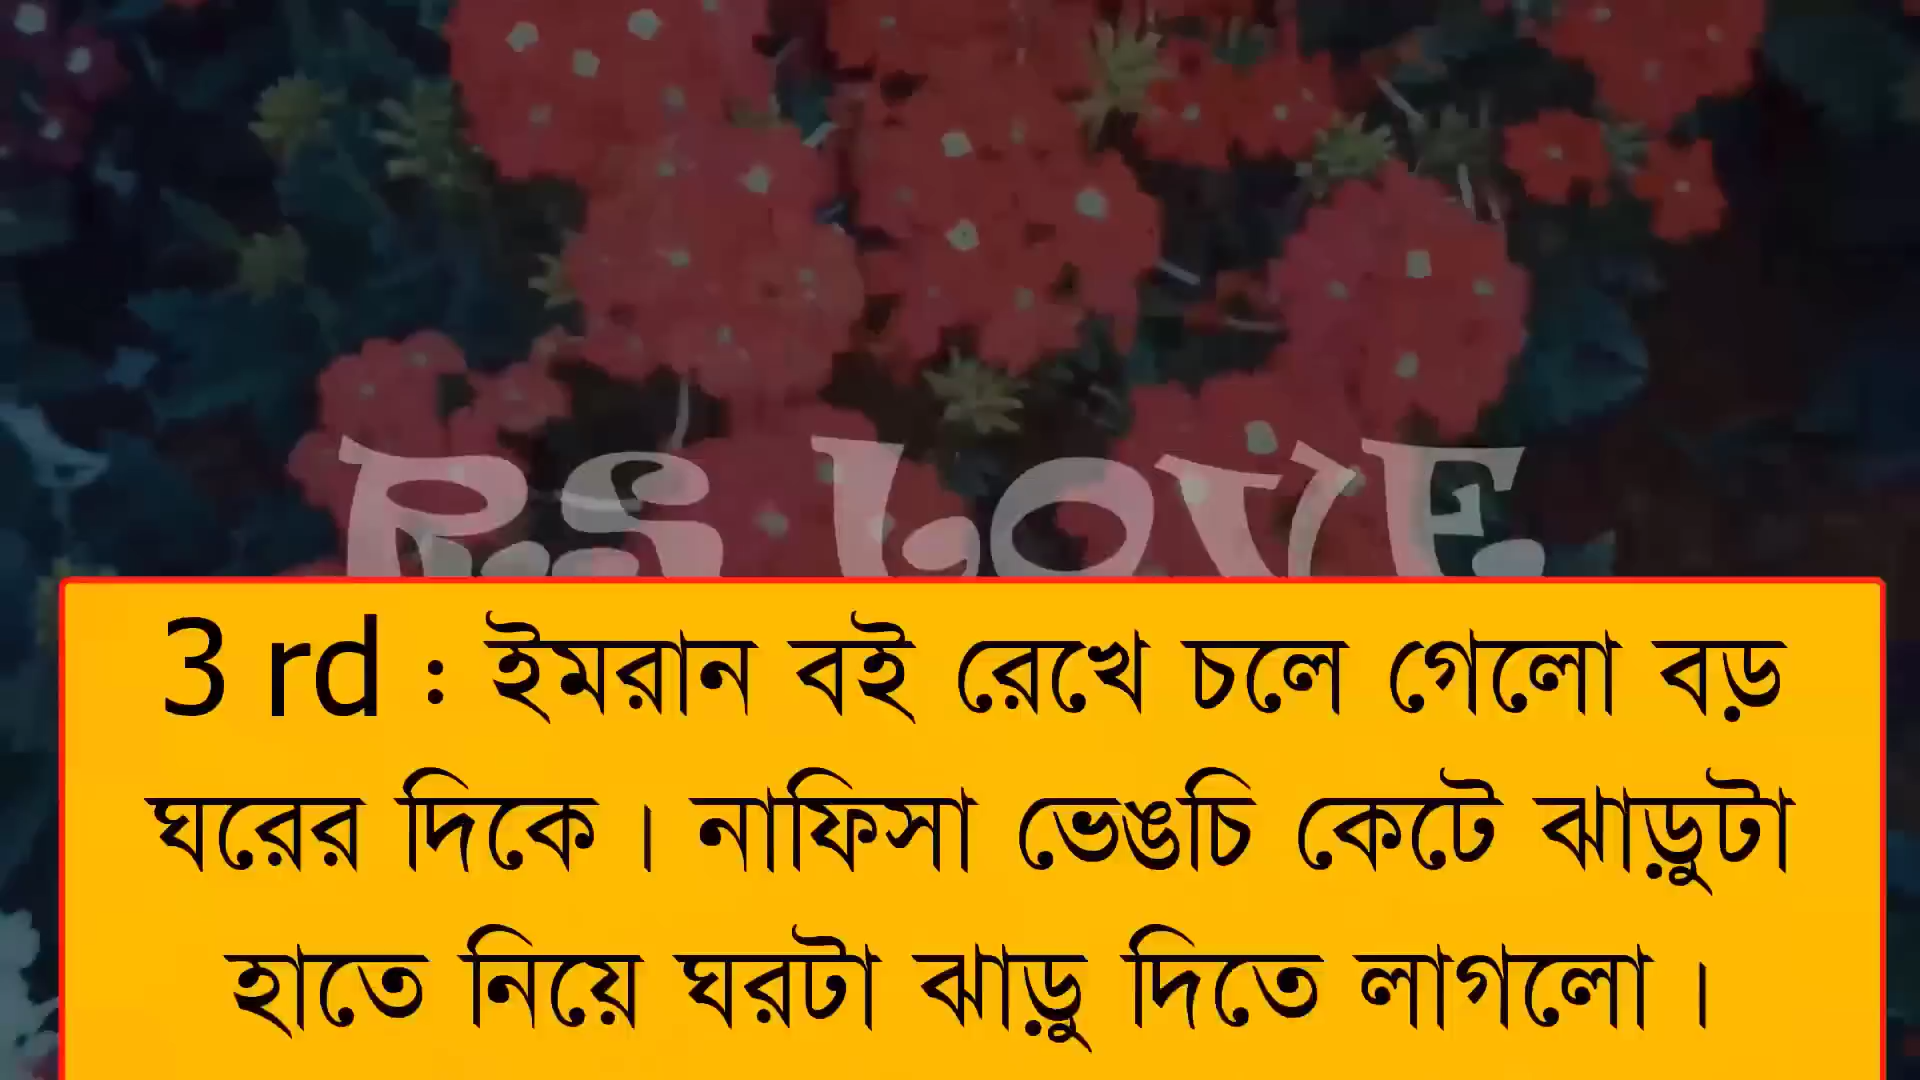 RS LOVE
3 rd : ইমরান বই রেখে চলে গেলো বড়
ঘরের দিকে । নাফিসা ভেঙচি কেটে ঝাড়ুটা
হাতে নিয়ে ঘরটা ঝাড়ু দিতে লাগলো ।